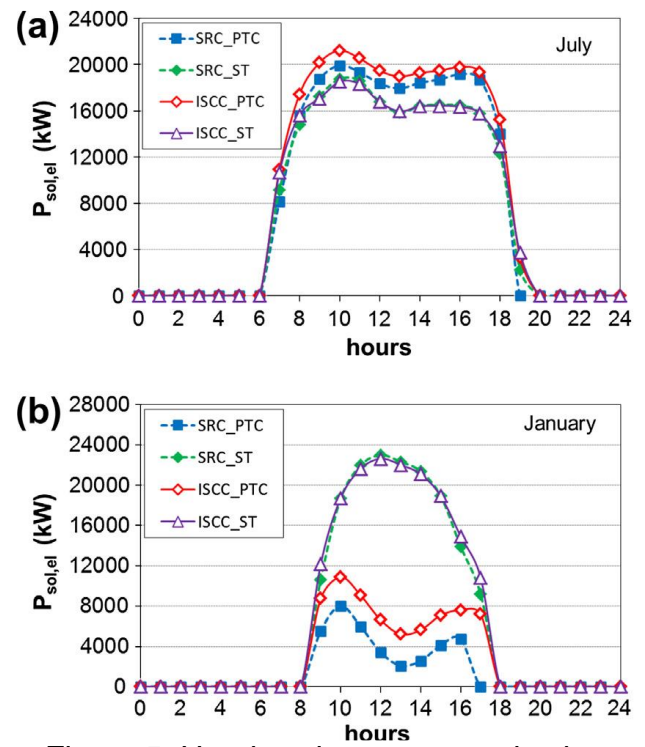 (a)
24000
20000
16000
12000
8000
4000
0
P sol,el (kW)
SRC_PTC
SRC_ST
ISCC_PTC
ISCC_ST
July
0 2 4 6 8 10 12 14 16 18 20 22 24
hours
(b)
28000
24000
20000
16000
12000
8000
4000
0
P sol,el (kW)
SRC_PTC
SRC_ST
ISCC_PTC
ISCC_ST
January
0 2 4 6 8 10 12 14 16 18 20 22 24
hours